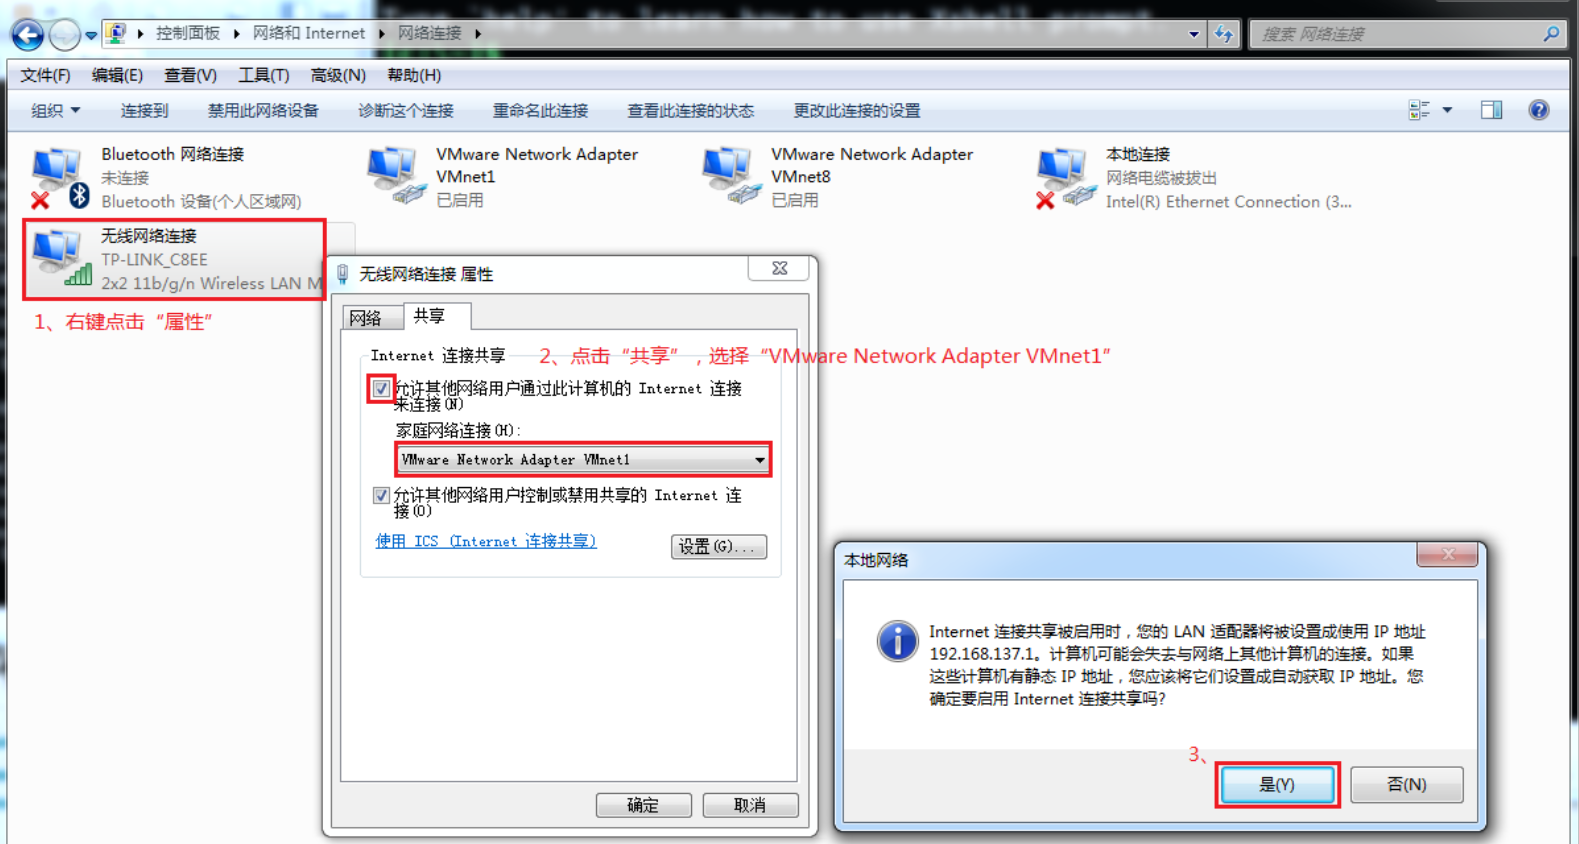 控制面板 网络和 Internet 网络连接
搜索 网络连接
文件(F) 编辑(E) 查看(V) 工具(T) 高级(N) 帮助(H)
组织 连接到 禁用此网络设备 诊断这个连接 重命名此连接 查看此连接的状态 更改此连接的设置
Bluetooth 网络连接
未连接
Bluetooth 设备(个人区域网)
VMware Network Adapter
VMnet1
已启用
VMware Network Adapter
VMnet8
已启用
本地连接
网络电缆被拔出
Intel(R) Ethernet Connection (3...
无线网络连接
TP-LINK_C8EE
2x2 11b/g/n Wireless LAN M
1、右键点击“属性”
无线网络连接 属性
网络 共享
Internet 连接共享
2、点击“共享”，选择“VMware Network Adapter VMnet1”
允许其他网络用户通过此计算机的 Internet 连接
来连接(N)
家庭网络连接(H):
VMware Network Adapter VMnet1
允许其他网络用户控制或禁用共享的 Internet 连
接(O)
使用 ICS (Internet 连接共享)
设置(G)...
确定 取消
本地网络
Internet 连接共享被启用时，您的 LAN 适配器将被设置成使用 IP 地址
192.168.137.1。计算机可能会失去与网络上其他计算机的连接。如果
这些计算机有静态 IP 地址，您应该将它们设置成自动获取 IP 地址。您
确定要启用 Internet 连接共享吗?
3、
是(Y) 否(N)